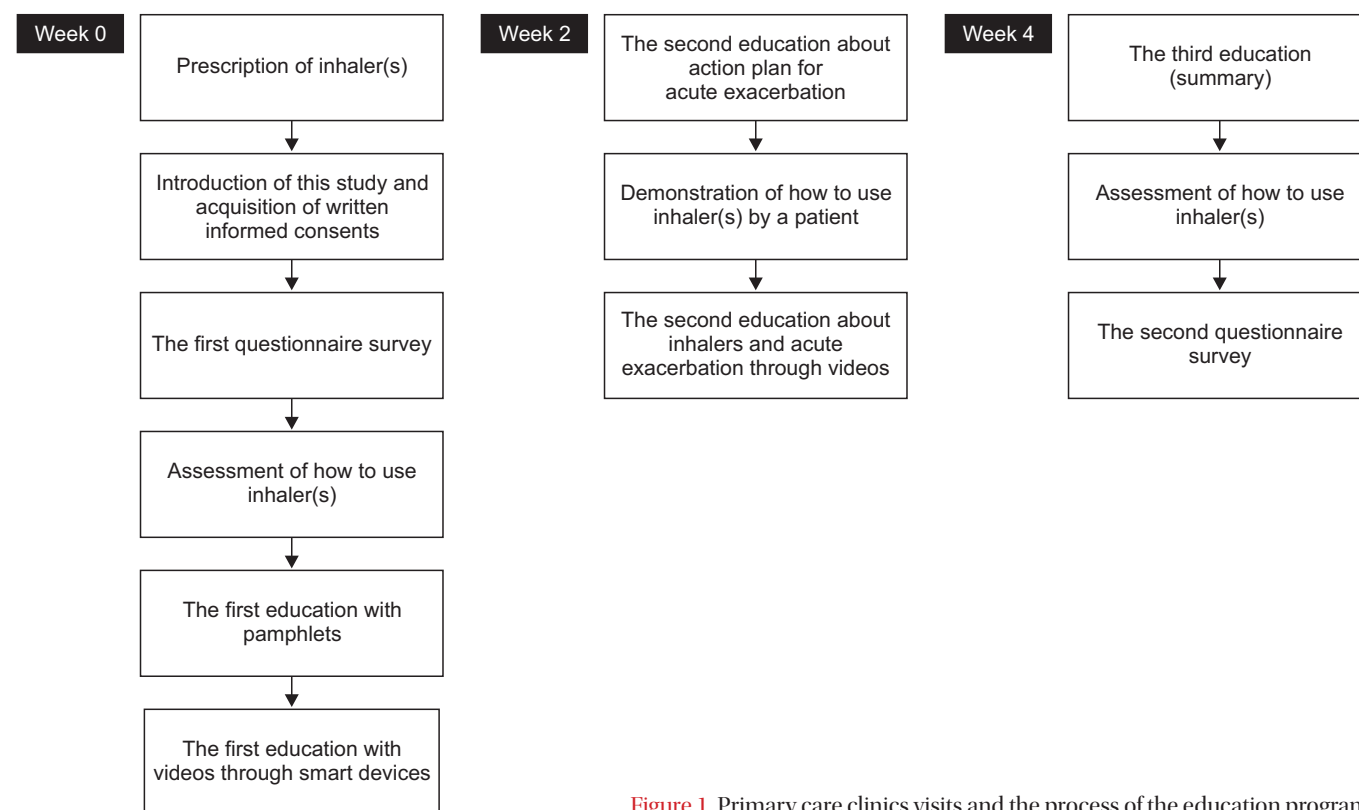 Week 0
Prescription of inhaler(s)
Introduction of this study and
acquisition of written
informed consents
The first questionnaire survey
Assessment of how to use
inhaler(s)
The first education with
pamphlets
The first education with
videos through smart devices
Week 2
The second education about
action plan for
acute exacerbation
Demonstration of how to use
inhaler(s) by a patient
The second education about
inhalers and acute
exacerbation through videos
Week 4
The third education
(summary)
Assessment of how to use
inhaler(s)
The second questionnaire
survey
Figure 1. Primary care clinics visits and the process of the education program.